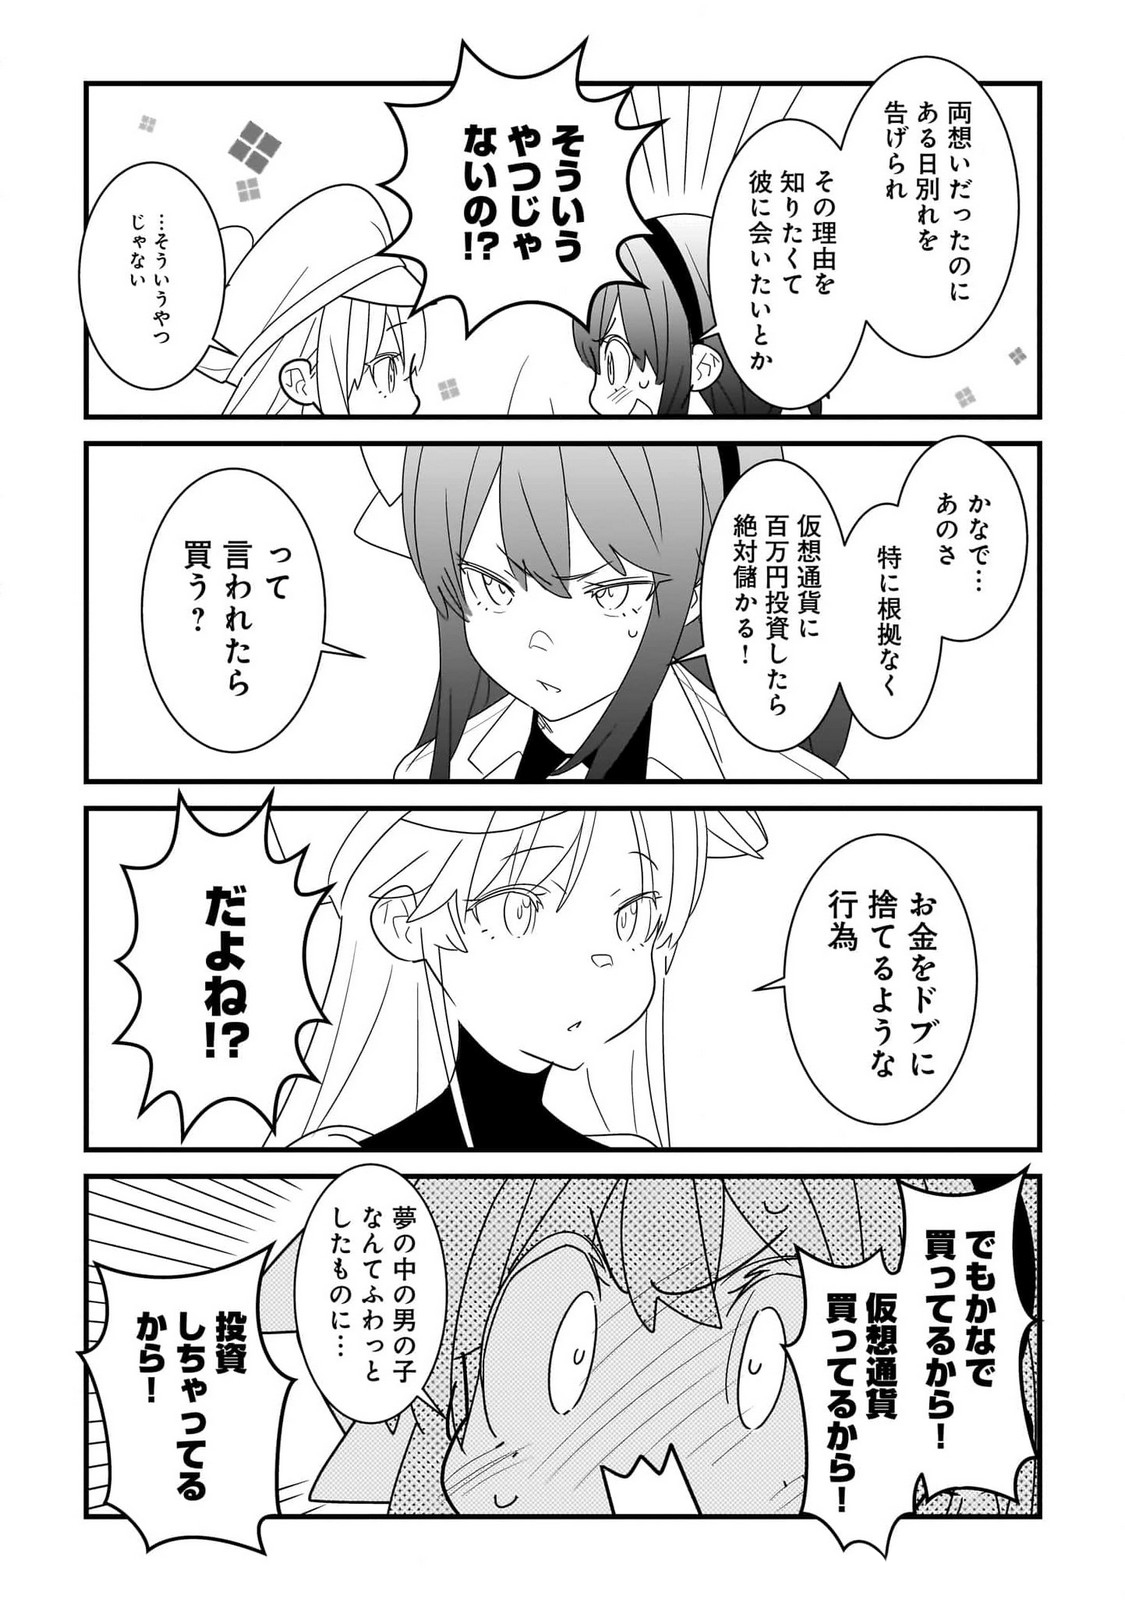 両想いだったのに
ある日別れを
告げられ
その理由を
知りたくて
彼に会いたいとか
そういう
やつじゃ
ないの!?
…そういうやつ
じゃない
かなで…
あのさ
特に根拠なく
仮想通貨に
百万円投資したら
絶対儲かる！
って
言われたら
買う？
お金をドブに
捨てるような
行為
だよね!?
でもかなで
買ってるから！
仮想通貨
買ってるから！
夢の中の男の子
なんてふわっと
したものに…
投資
しちゃってる
から！